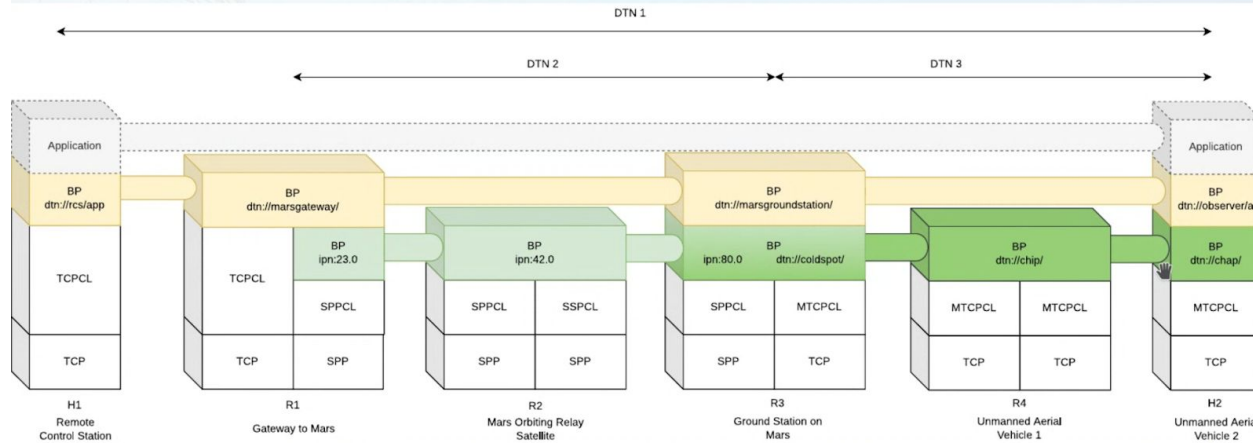 DTN 1
DTN 2
DTN 3
Application
Application
BP
dtn://rcs/app
BP
dtn://marsgateway/
BP
dtn://marsgroundstation/
BP
dtn://observer/a
TCPCL
TCPCL
BP
ipn:23.0
BP
ipn:42.0
BP
ipn:80.0 dtn://coldspot/
BP
dtn://chip/
BP
dtn://chap/
SPPCL
SPPCL
SSPCL
SPPCL
MTCPCL
MTCPCL
MTCPCL
MTCPCL
TCP
TCP
SPP
SPP
SPP
SPP
TCP
TCP
TCP
TCP
H1
Remote
Control Station
R1
Gateway to Mars
R2
Mars Orbiting Relay
Satellite
R3
Ground Station on
Mars
R4
Unmanned Aerial
Vehicle 1
H2
Unmanned Aeria
Vehicle 2